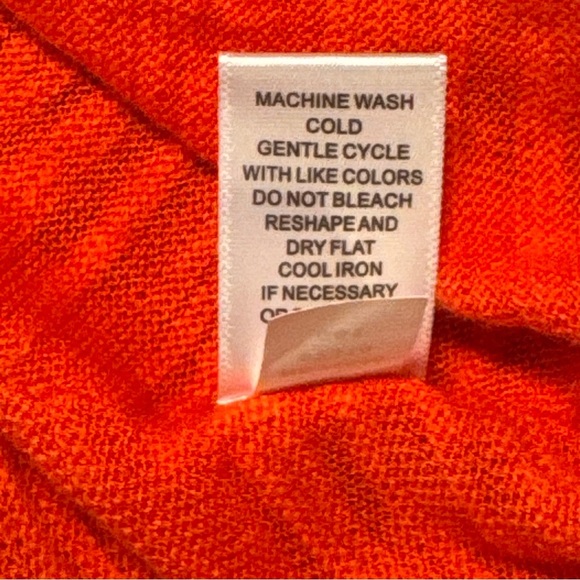 MACHINE WASH
COLD
GENTLE CYCLE
WITH LIKE COLORS
DO NOT BLEACH
RESHAPE AND
DRY FLAT
COOL IRON
IF NECESSARY